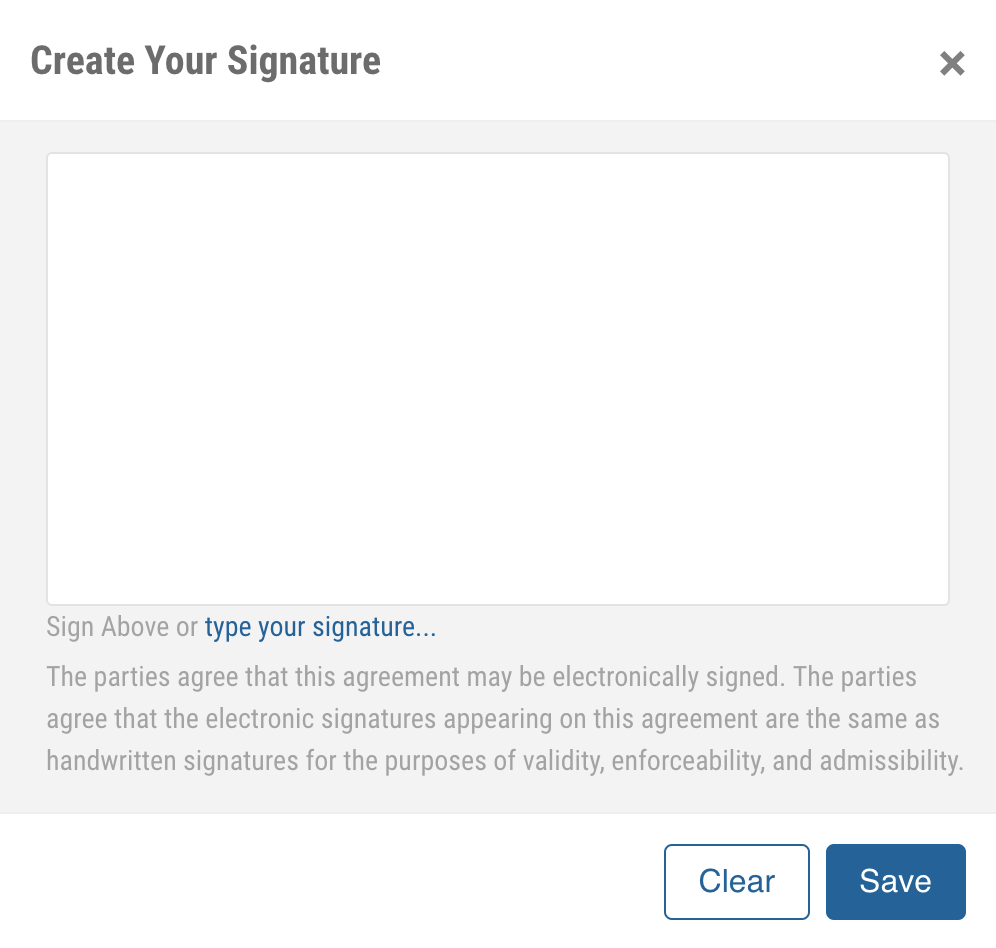 Create Your Signature
Sign Above or type your signature...
The parties agree that this agreement may be electronically signed. The parties
agree that the electronic signatures appearing on this agreement are the same as
handwritten signatures for the purposes of validity, enforceability, and admissibility.
Clear
Save